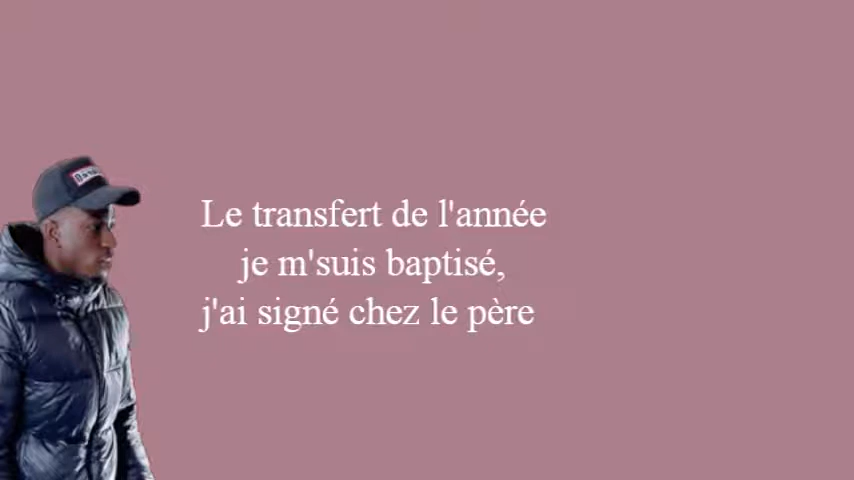 Le transfert de l'année
je m'suis baptisé,
j'ai signé chez le père